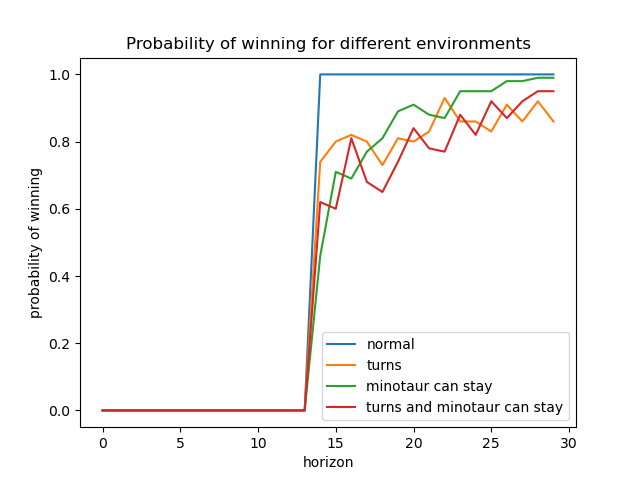 Probability of winning for different environments
probability of winning
1.0
0.8
0.6
0.4
0.2
0.0
normal
turns
minotaur can stay
turns and minotaur can stay
0 5 10 15 20 25 30
horizon